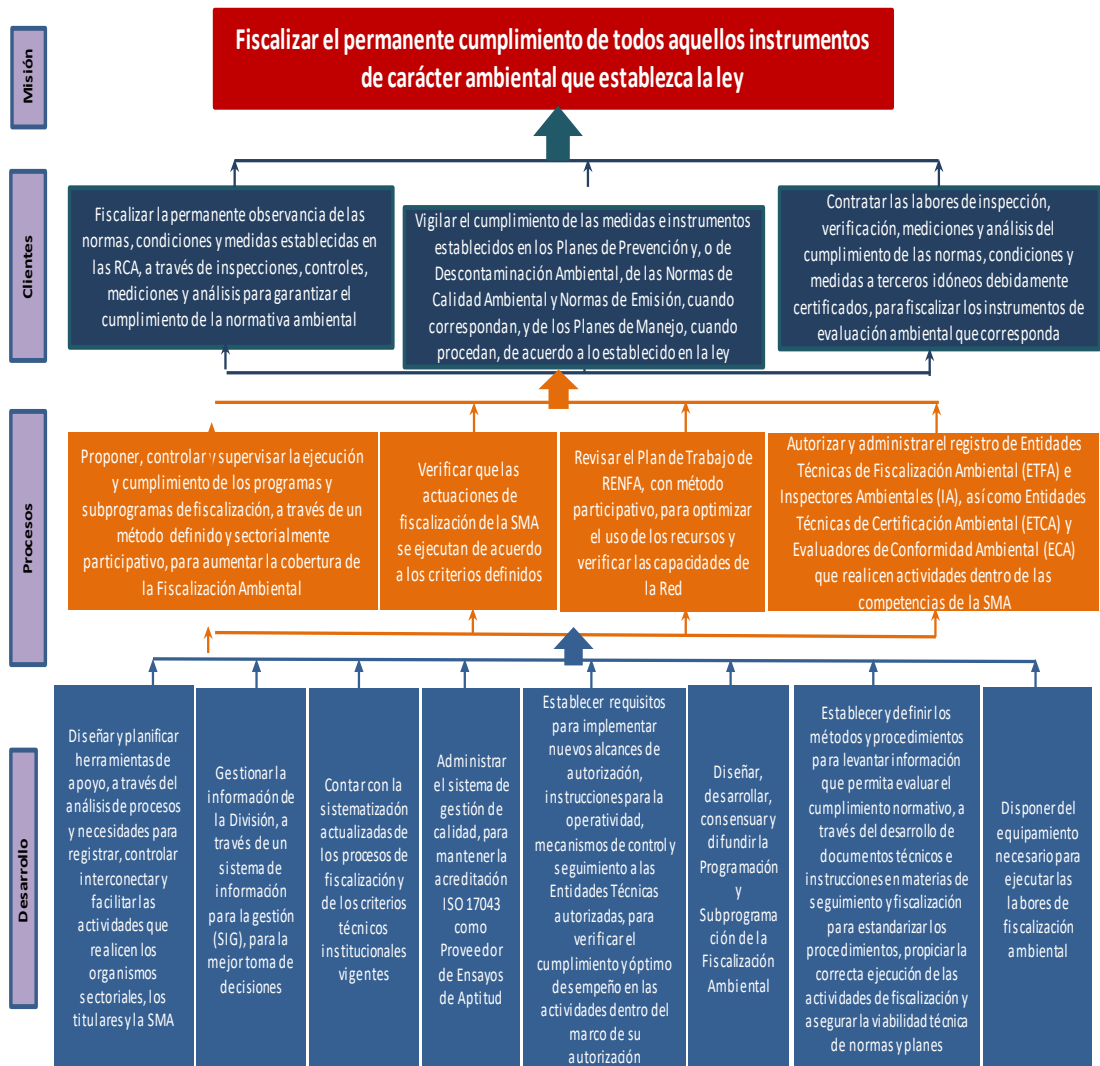 Misión
Fiscalizar el permanente cumplimiento de todos aquellos instrumentos
de carácter ambiental que establezca la ley
Clientes
Fiscalizar la permanente observancia de las
normas, condiciones y medidas establecidas en
las RCA, a través de inspecciones, controles,
mediciones y análisis para garantizar el
cumplimiento de la normativa ambiental
Vigilar el cumplimiento de las medidas e instrumentos
establecidos en los Planes de Prevención y, o de
Descontaminación Ambiental, de las Normas de
Calidad Ambiental y Normas de Emisión, cuando
correspondan, y de los Planes de Manejo, cuando
procedan, de acuerdo a lo establecido en la ley
Contratar las labores de inspección,
verificación, mediciones y análisis del
cumplimiento de las normas, condiciones y
medidas a terceros idóneos debidamente
certificados, para fiscalizar los instrumentos de
evaluación ambiental que corresponda
Procesos
Proponer, controlar y supervisar la ejecución
y cumplimiento de los programas y
subprogramas de fiscalización, a través de un
método definido y sectorialmente
participativo, para aumentar la cobertura de
la Fiscalización Ambiental
Verificar que las
actuaciones de
fiscalización de la SMA
se ejecutan de acuerdo
a los criterios definidos
Revisar el Plan de Trabajo de
RENFA, con método
participativo, para optimizar
el uso de los recursos y
verificar las capacidades de
la Red
Autorizar y administrar el registro de Entidades
Técnicas de Fiscalización Ambiental (ETFA) e
Inspectores Ambientales (IA), así como Entidades
Técnicas de Certificación Ambiental (ETCA) y
Evaluadores de Conformidad Ambiental (ECA)
que realicen actividades dentro de las
competencias de la SMA
Desarrollo
Diseñar y planificar
herramientas de
apoyo, a través del
análisis de procesos
y necesidades para
registrar, controlar
interconectar y
facilitar las
actividades que
realicen los
organismos
sectoriales, los
titulares y la SMA
Gestionar la
información de
la División, a
través de un
sistema de
información
para la gestión
(SIG), para la
mejor toma de
decisiones
Contar con la
sistematización
actualizadas de
los procesos de
fiscalización y
de los criterios
técnicos
institucionales
vigentes
Administrar
el sistema de
gestión de
calidad, para
mantener la
acreditación
ISO 17043
como
Proveedor
de Ensayos
de Aptitud
Establecer requisitos
para implementar
nuevos alcances de
autorización,
instrucciones para la
operatividad,
mecanismos de control y
seguimiento a las
Entidades Técnicas
autorizadas, para
verificar el
cumplimiento y óptimo
desempeño en las
actividades dentro del
marco de su
autorización
Diseñar,
desarrollar,
consensuar y
difundir la
Programación
y
Subprograma
ción de la
Fiscalización
Ambiental
Establecer y definir los
métodos y procedimientos
para levantar información
que permita evaluar el
cumplimiento normativo, a
través del desarrollo de
documentos técnicos e
instrucciones en materias de
seguimiento y fiscalización
para estandarizar los
procedimientos, propiciar la
correcta ejecución de las
actividades de fiscalización y
asegurar la viabilidad técnica
de normas y planes
Disponer del
equipamiento
necesario para
ejecutar las
labores de
fiscalización
ambiental